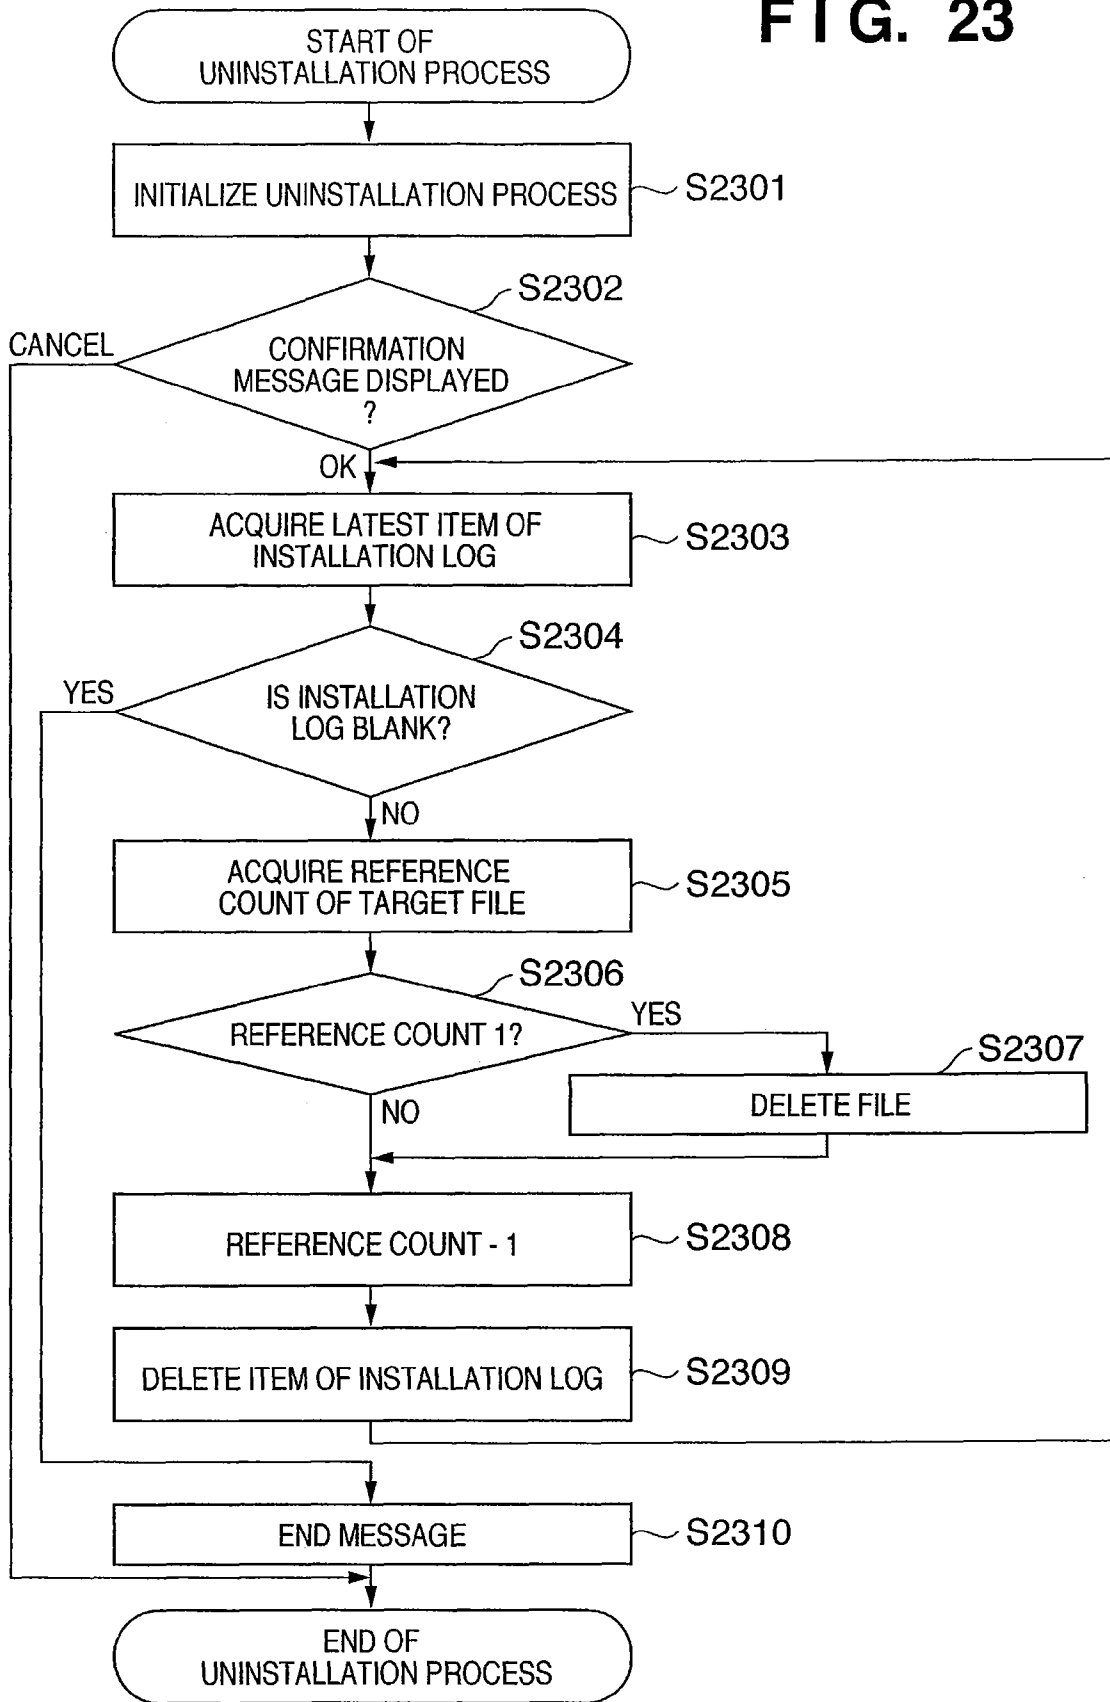 FIG. 23
START OF
UNINSTALLATION PROCESS
INITIALIZE UNINSTALLATION PROCESS
S2301
S2302
CANCEL
CONFIRMATION
MESSAGE DISPLAYED
?
OK
ACQUIRE LATEST ITEM OF
INSTALLATION LOG
S2303
S2304
YES
IS INSTALLATION
LOG BLANK?
NO
ACQUIRE REFERENCE
COUNT OF TARGET FILE
S2305
S2306
REFERENCE COUNT 1?
YES
S2307
DELETE FILE
NO
REFERENCE COUNT - 1
S2308
DELETE ITEM OF INSTALLATION LOG
S2309
END MESSAGE
S2310
END OF
UNINSTALLATION PROCESS